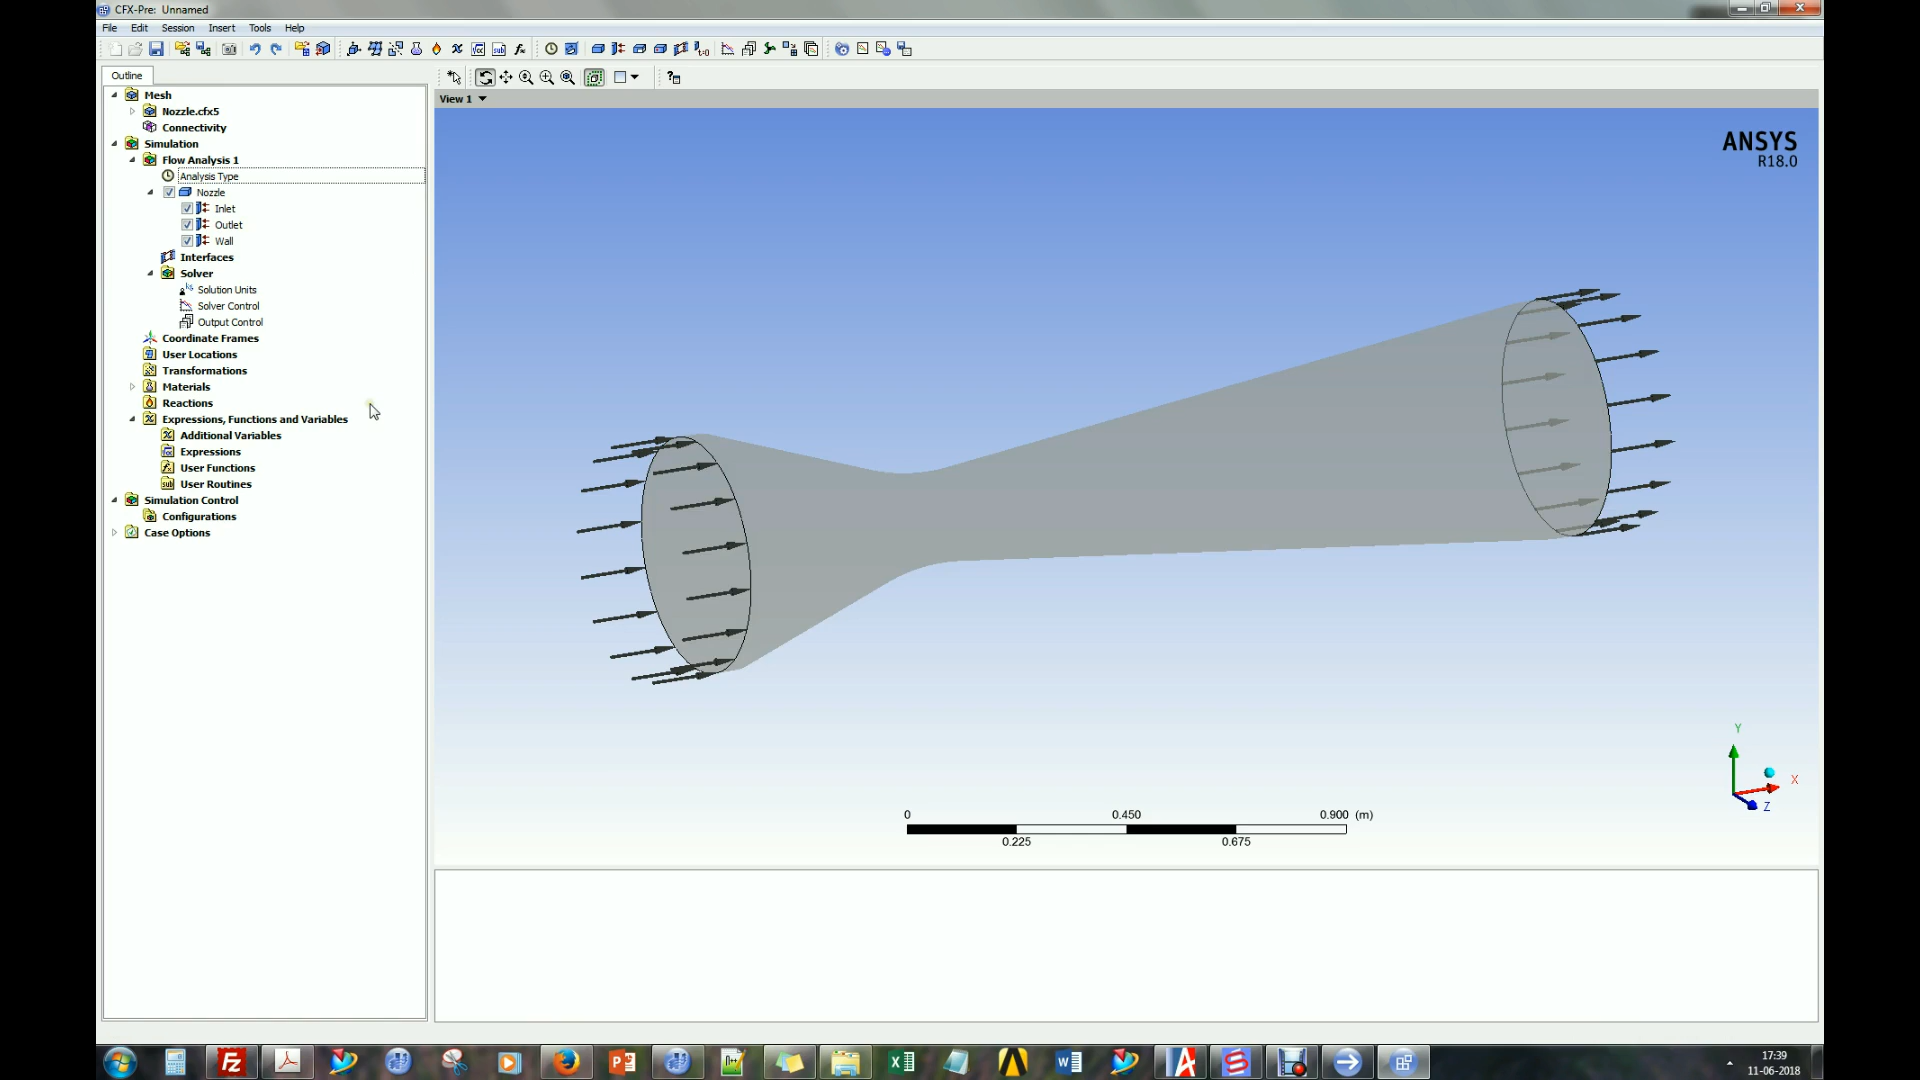 CFX-Pre: Unnamed
File Edit Session Insert Tools Help
Outline
Mesh
Nozzle.cfx5
Connectivity
Simulation
Flow Analysis 1
Analysis Type
Nozzle
Inlet
Outlet
Wall
Interfaces
Solver
Solution Units
Solver Control
Output Control
Coordinate Frames
User Locations
Transformations
Materials
Reactions
Expressions, Functions and Variables
Additional Variables
Expressions
User Functions
User Routines
Simulation Control
Configurations
Case Options
View 1
ANSYS
R18.0
Y
X
Z
0 0.450 0.900 (m)
0.225 0.675
17:39
11-06-2018